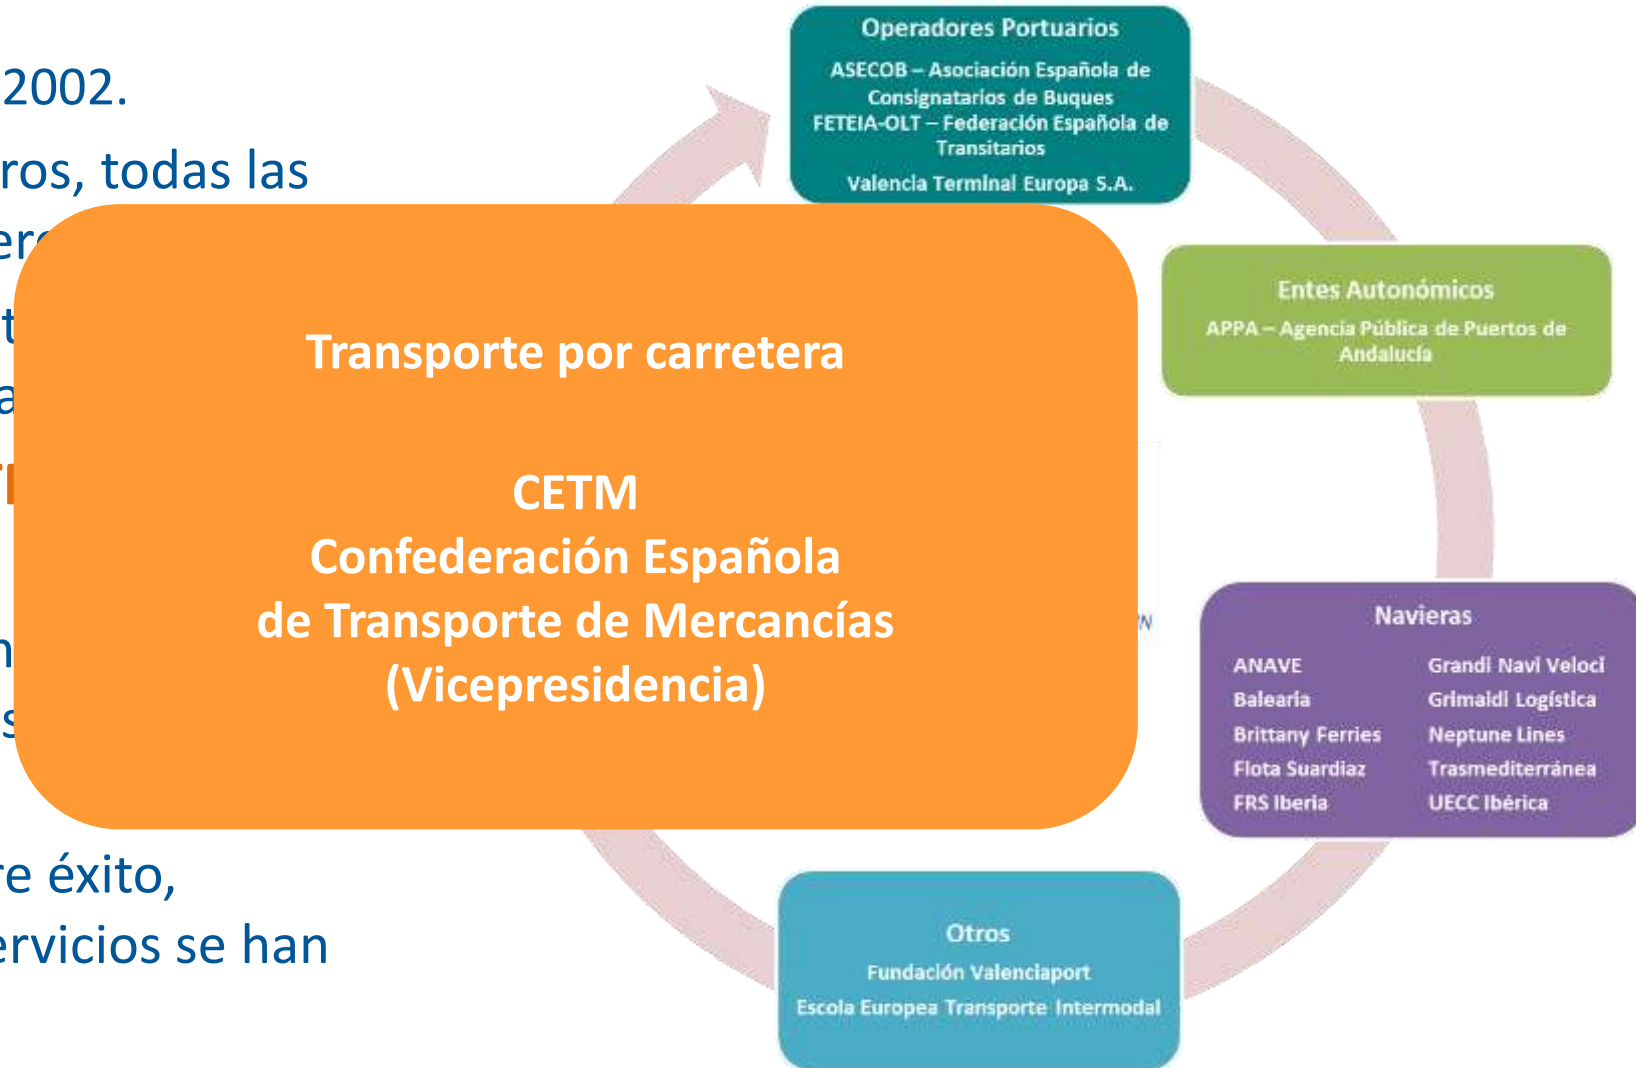 2002.
ros, todas las
re éxito,
ervicios se han
Transporte por carretera
CETM
Confederación Española
de Transporte de Mercancías
(Vicepresidencia)
Operadores Portuarios
ASECOB – Asociación Española de
Consignatarios de Buques
FETEIA-OLT – Federación Española de
Transitarios
Valencia Terminal Europa S.A.
Entes Autonómicos
APPA – Agencia Pública de Puertos de
Andalucía
Navieras
ANAVE
Balearia
Brittany Ferries
Flota Suardiaz
FRS Iberia
Grandi Navi Veloci
Grimaldi Logística
Neptune Lines
Trasmediterránea
UECC Ibérica
Otros
Fundación Valenciaport
Escola Europea Transporte Intermodal